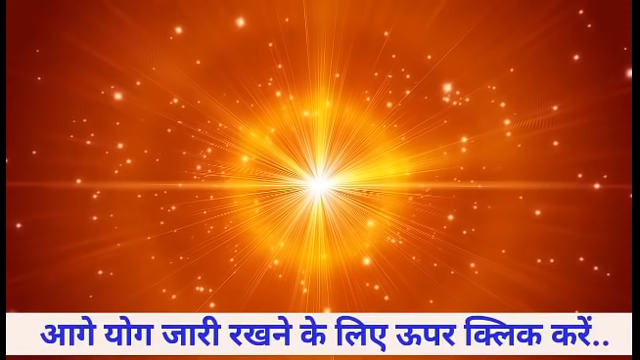 आगे योग जारी रखने के लिए ऊपर क्लिक करें..